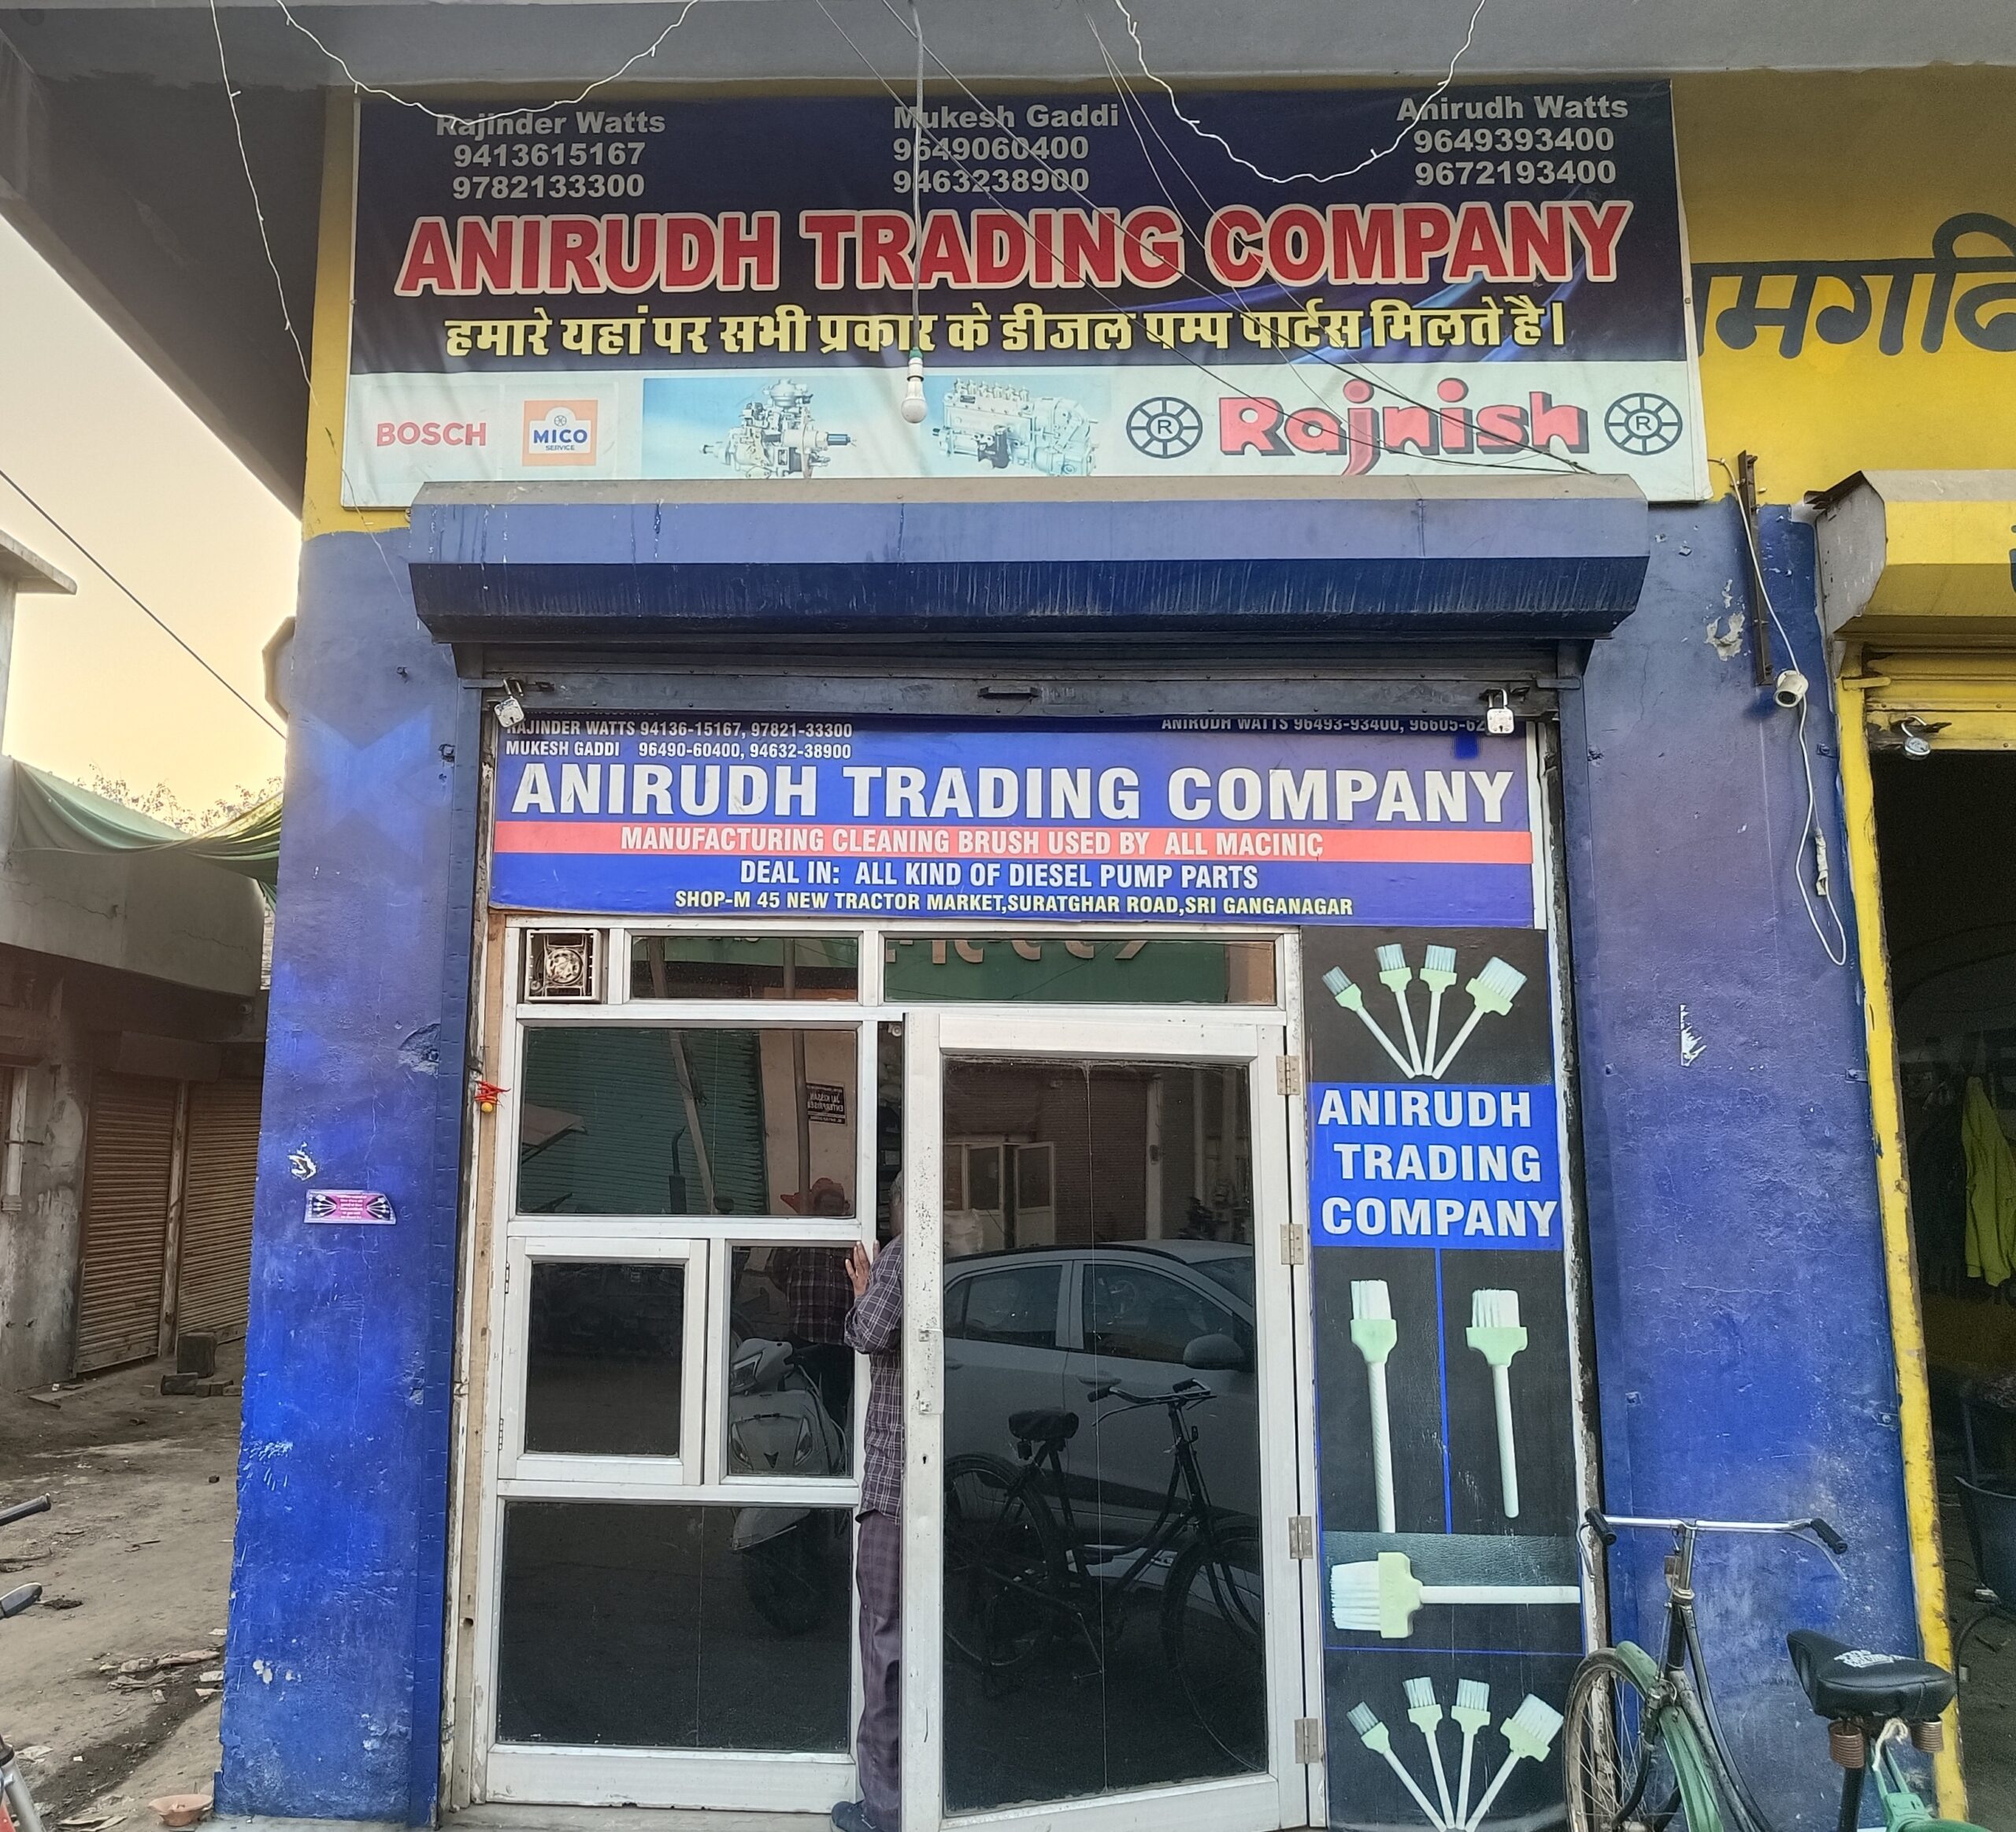 Rajinder Watts
9413615167
9782133300
Mukesh Gaddi
9649060400
9463238900
Anirudh Watts
9649393400
9672193400
ANIRUDH TRADING COMPANY
हमारे यहां पर सभी प्रकार के डीजल पम्प पार्टस मिलते है।
BOSCH
MICO
SERVICE
R
Rajnish
R
RAJINDER WATTS 94136-15167, 97821-33300
MUKESH GADDI 96490-60400, 94632-38900
ANIRUDH WATTS 96493-93400, 96605-62
ANIRUDH TRADING COMPANY
MANUFACTURING CLEANING BRUSH USED BY ALL MACINIC
DEAL IN: ALL KIND OF DIESEL PUMP PARTS
SHOP-M 45 NEW TRACTOR MARKET,SURATGHAR ROAD,SRI GANGANAGAR
ANIRUDH
TRADING
COMPANY